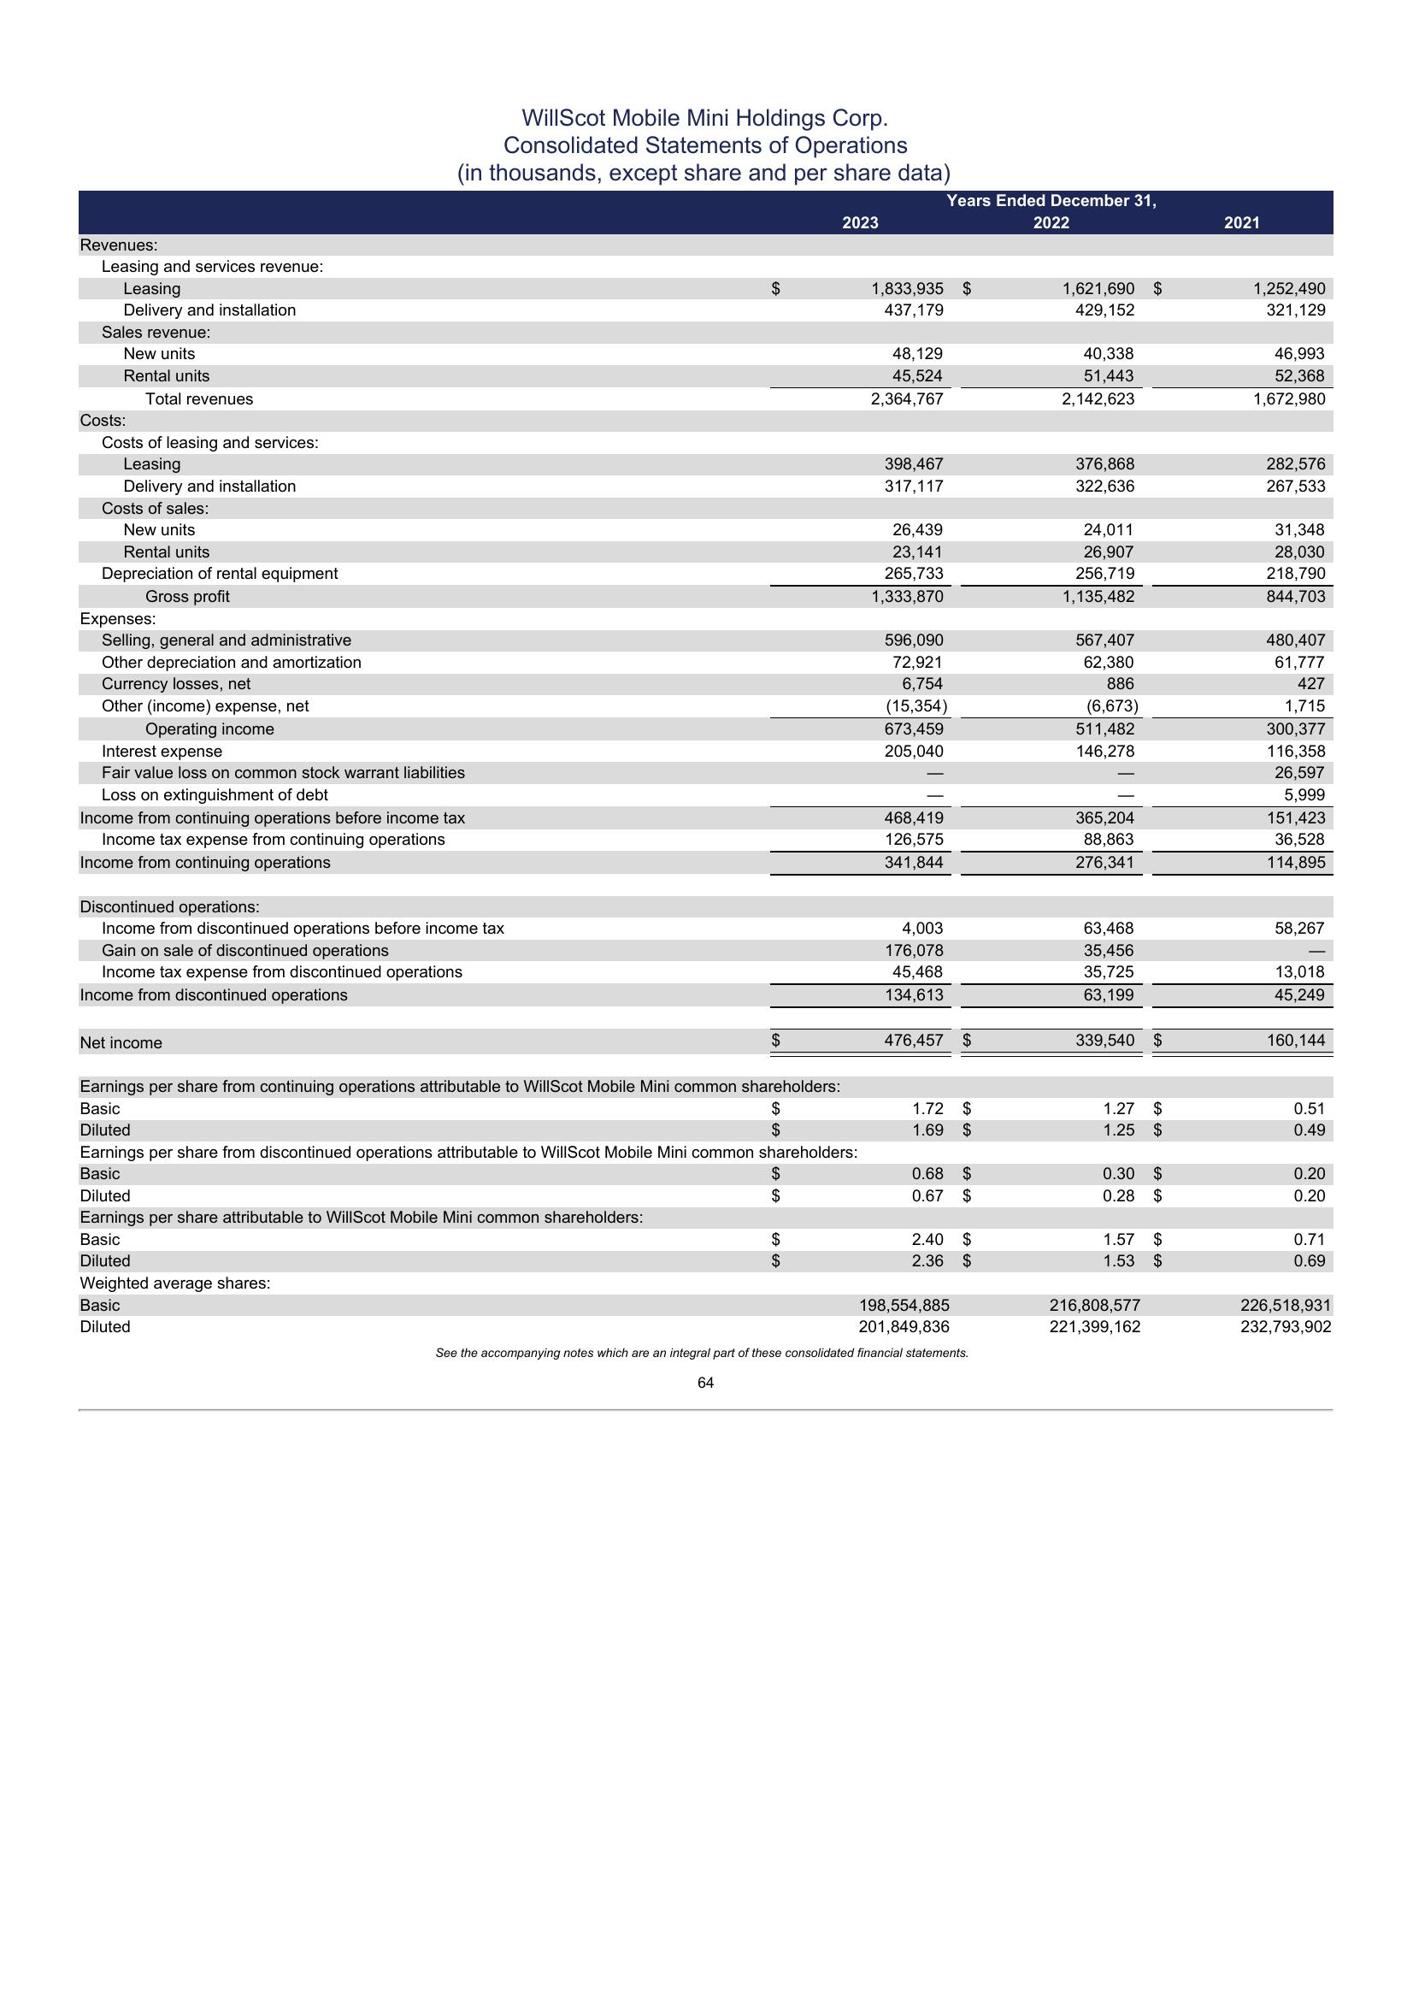 WillScot Mobile Mini Holdings Corp.
Consolidated Statements of Operations
(in thousands, except share and per share data)
Years Ended December 31,
2023 2022 2021
Revenues:
Leasing and services revenue:
Leasing $ 1,833,935 $ 1,621,690 $ 1,252,490
Delivery and installation 437,179 429,152 321,129
Sales revenue:
New units 48,129 40,338 46,993
Rental units 45,524 51,443 52,368
Total revenues 2,364,767 2,142,623 1,672,980
Costs:
Costs of leasing and services:
Leasing 398,467 376,868 282,576
Delivery and installation 317,117 322,636 267,533
Costs of sales:
New units 26,439 24,011 31,348
Rental units 23,141 26,907 28,030
Depreciation of rental equipment 265,733 256,719 218,790
Gross profit 1,333,870 1,135,482 844,703
Expenses:
Selling, general and administrative 596,090 567,407 480,407
Other depreciation and amortization 72,921 62,380 61,777
Currency losses, net 6,754 886 427
Other (income) expense, net (15,354) (6,673) 1,715
Operating income 673,459 511,482 300,377
Interest expense 205,040 146,278 116,358
Fair value loss on common stock warrant liabilities — — 26,597
Loss on extinguishment of debt — — 5,999
Income from continuing operations before income tax 468,419 365,204 151,423
Income tax expense from continuing operations 126,575 88,863 36,528
Income from continuing operations 341,844 276,341 114,895
Discontinued operations:
Income from discontinued operations before income tax 4,003 63,468 58,267
Gain on sale of discontinued operations 176,078 35,456 —
Income tax expense from discontinued operations 45,468 35,725 13,018
Income from discontinued operations 134,613 63,199 45,249
Net income $ 476,457 $ 339,540 $ 160,144
Earnings per share from continuing operations attributable to WillScot Mobile Mini common shareholders:
Basic $ 1.72 $ 1.27 $ 0.51
Diluted $ 1.69 $ 1.25 $ 0.49
Earnings per share from discontinued operations attributable to WillScot Mobile Mini common shareholders:
Basic $ 0.68 $ 0.30 $ 0.20
Diluted $ 0.67 $ 0.28 $ 0.20
Earnings per share attributable to WillScot Mobile Mini common shareholders:
Basic $ 2.40 $ 1.57 $ 0.71
Diluted $ 2.36 $ 1.53 $ 0.69
Weighted average shares:
Basic 198,554,885 216,808,577 226,518,931
Diluted 201,849,836 221,399,162 232,793,902
See the accompanying notes which are an integral part of these consolidated financial statements.
64